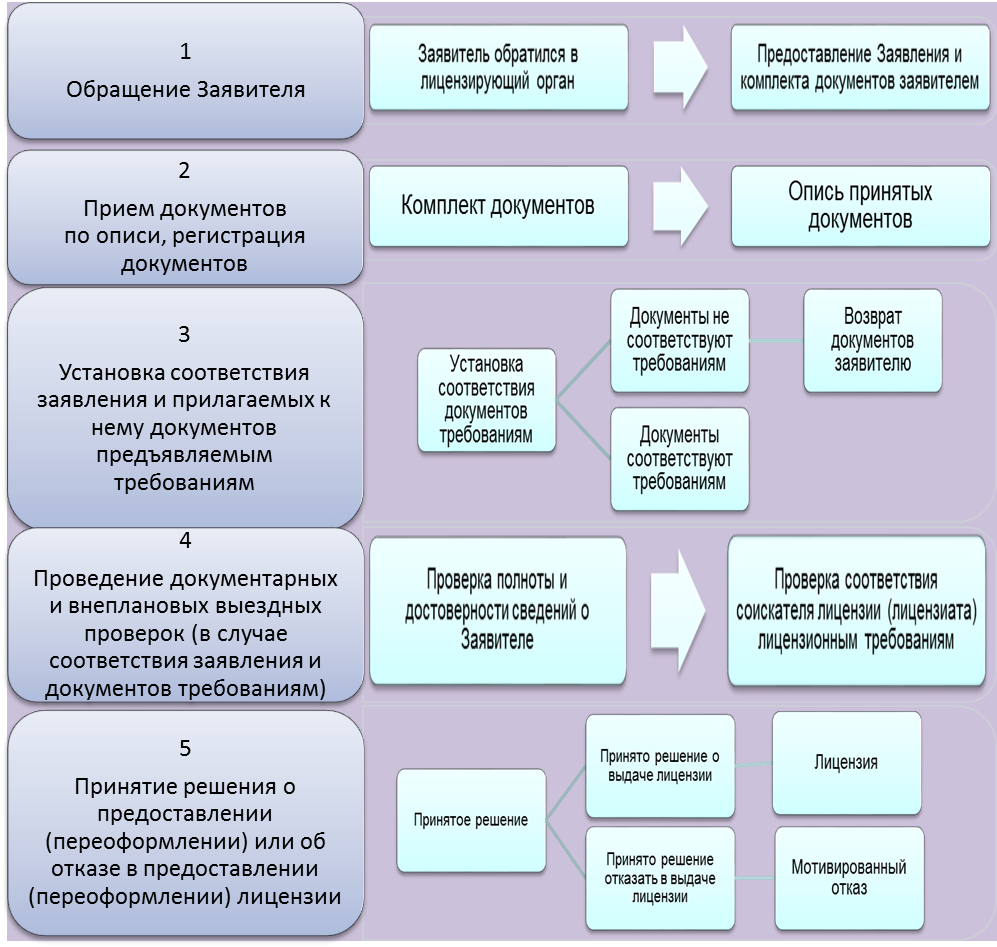 1
Обращение Заявителя
Заявитель обратился в
лицензирующий орган
Предоставление Заявления и
комплекта документов заявителем
2
Прием документов
по описи, регистрация
документов
Комплект документов
Опись принятых
документов
3
Установка соответствия
заявления и прилагаемых к
нему документов
предъявляемым
требованиям
Установка
соответствия
документов
требованиям
Документы не
соответствуют
требованиям
Возврат
документов
заявителю
Документы
соответствуют
требованиям
4
Проведение документарных
и внеплановых выездных
проверок (в случае
соответствия заявления и
документов требованиям)
Проверка полноты и
достоверности сведений о
Заявителе
Проверка соответствия
соискателя лицензии (лицензиата)
лицензионным требованиям
5
Принятие решения о
предоставлении
(переоформлении) или об
отказе в предоставлении
(переоформлении) лицензии
Принятое решение
Принято решение о
выдаче лицензии
Лицензия
Принято решение
отказать в выдаче
лицензии
Мотивированный
отказ